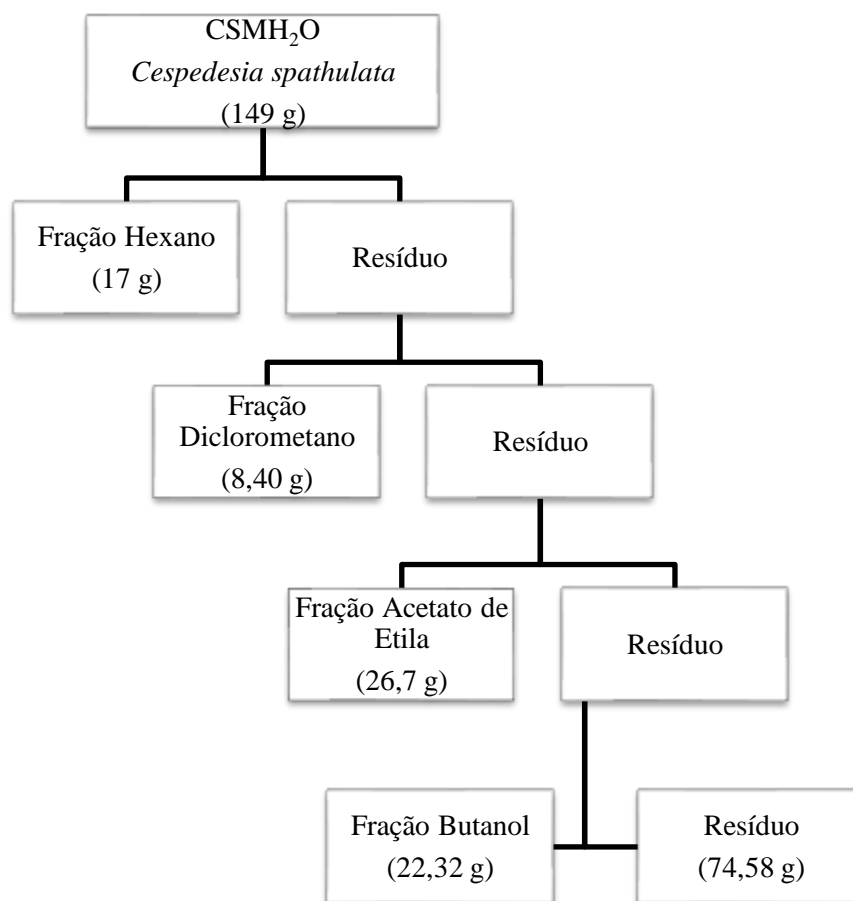 CSMH₂O
Cespedesia spathulata
(149 g)
Fração Hexano
(17 g)
Resíduo
Fração
Diclorometano
(8,40 g)
Resíduo
Fração Acetato de
Etila
(26,7 g)
Resíduo
Fração Butanol
(22,32 g)
Resíduo
(74,58 g)